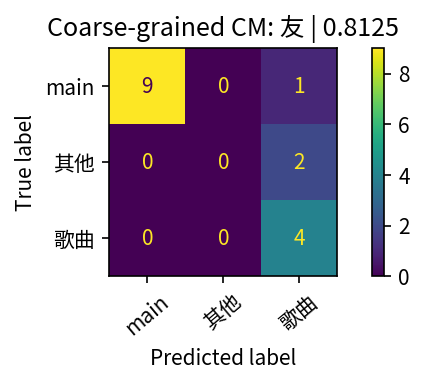 Coarse-grained CM: 友 | 0.8125
True label
main
其他
歌曲
9 0 1
0 0 2
0 0 4
main 其他 歌曲
Predicted label
8
6
4
2
0